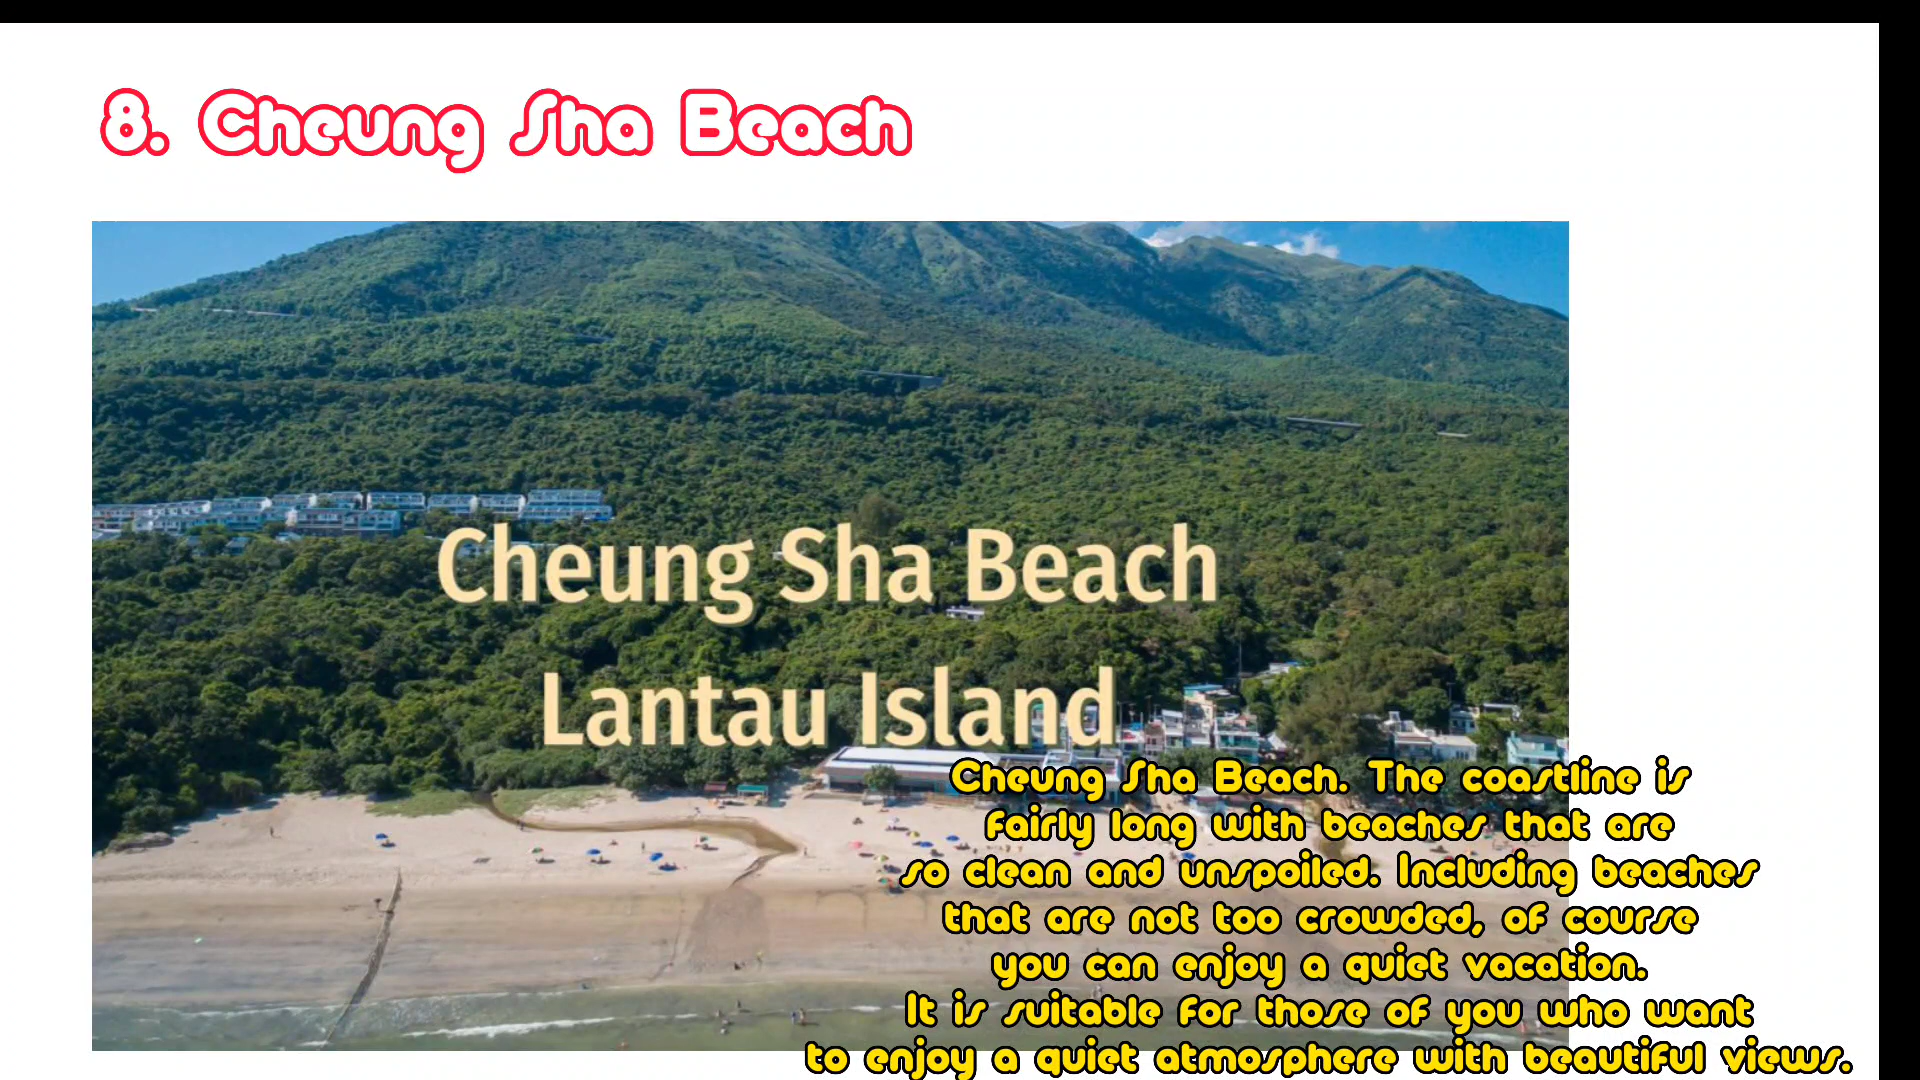 8. Cheung Sha Beach
Cheung Sha Beach
Lantau Island
Cheung Sha Beach. The coastline is
fairly long with beaches that are
so clean and unspoiled. Including beaches
that are not too crowded, of course
you can enjoy a quiet vacation.
It is suitable for those of you who want
to enjoy a quiet atmosphere with beautiful views.